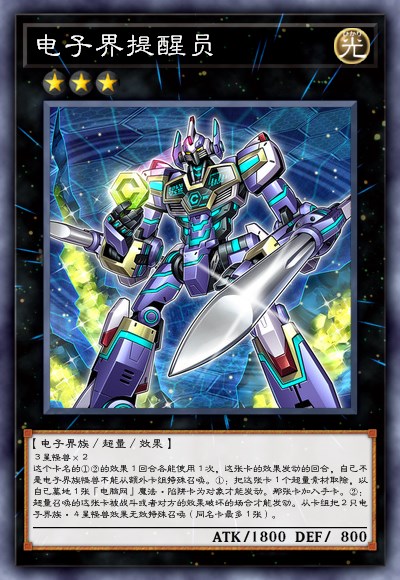 电子界提醒员
光
【电子界族/超量/效果】
3星怪兽×2
这个卡名的①②的效果1回合各能使用1次，这张卡的效果发动的回合，自己不
是电子界族怪兽不能从额外卡组特殊召唤。①：把这张卡1个超量素材取除，以
自己墓地1张「电脑网」魔法·陷阱卡为对象才能发动。那张卡加入手卡。②：
超量召唤的这张卡被战斗或者对方的效果破坏的场合才能发动。从卡组把2只电
子界族·4星怪兽效果无效特殊召唤（同名卡最多1张）。
ATK/1800 DEF/ 800